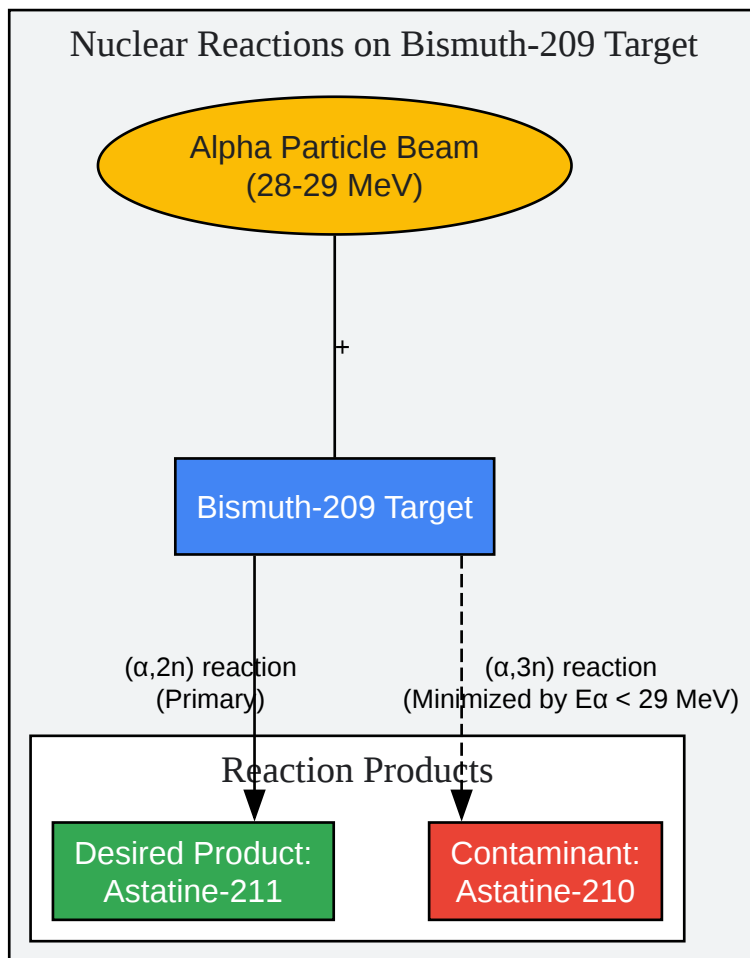 Nuclear Reactions on Bismuth-209 Target
Alpha Particle Beam
(28-29 MeV)
+
Bismuth-209 Target
(α,2n) reaction
(Primary)
(α,3n) reaction
(Minimized by Eα < 29 MeV)
Reaction Products
Desired Product:
Astatine-211
Contaminant:
Astatine-210